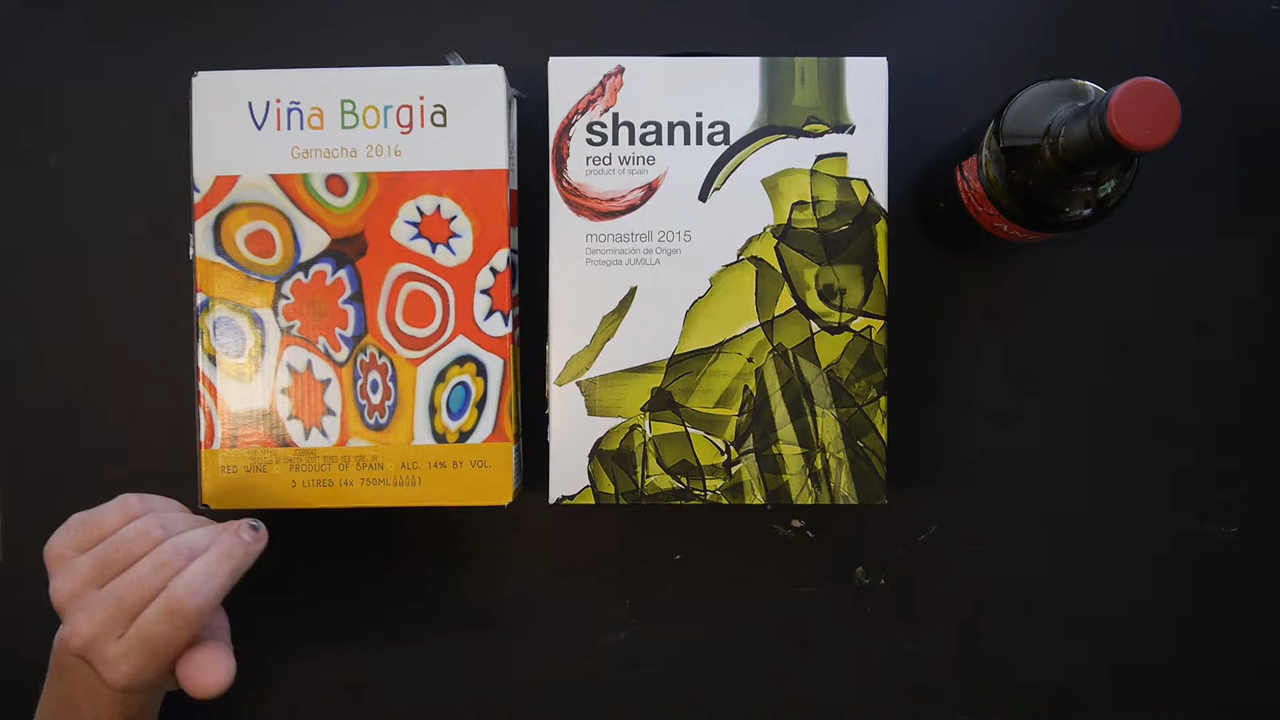 Viña Borgia
Garnacha 2016
RED WINE PRODUCT OF SPAIN ALC. 14% BY VOL.
3 LITRES (4x 750ML)
shania
red wine
product of spain
monastrell 2015
Denominación de Origen
Protegida JUMILLA